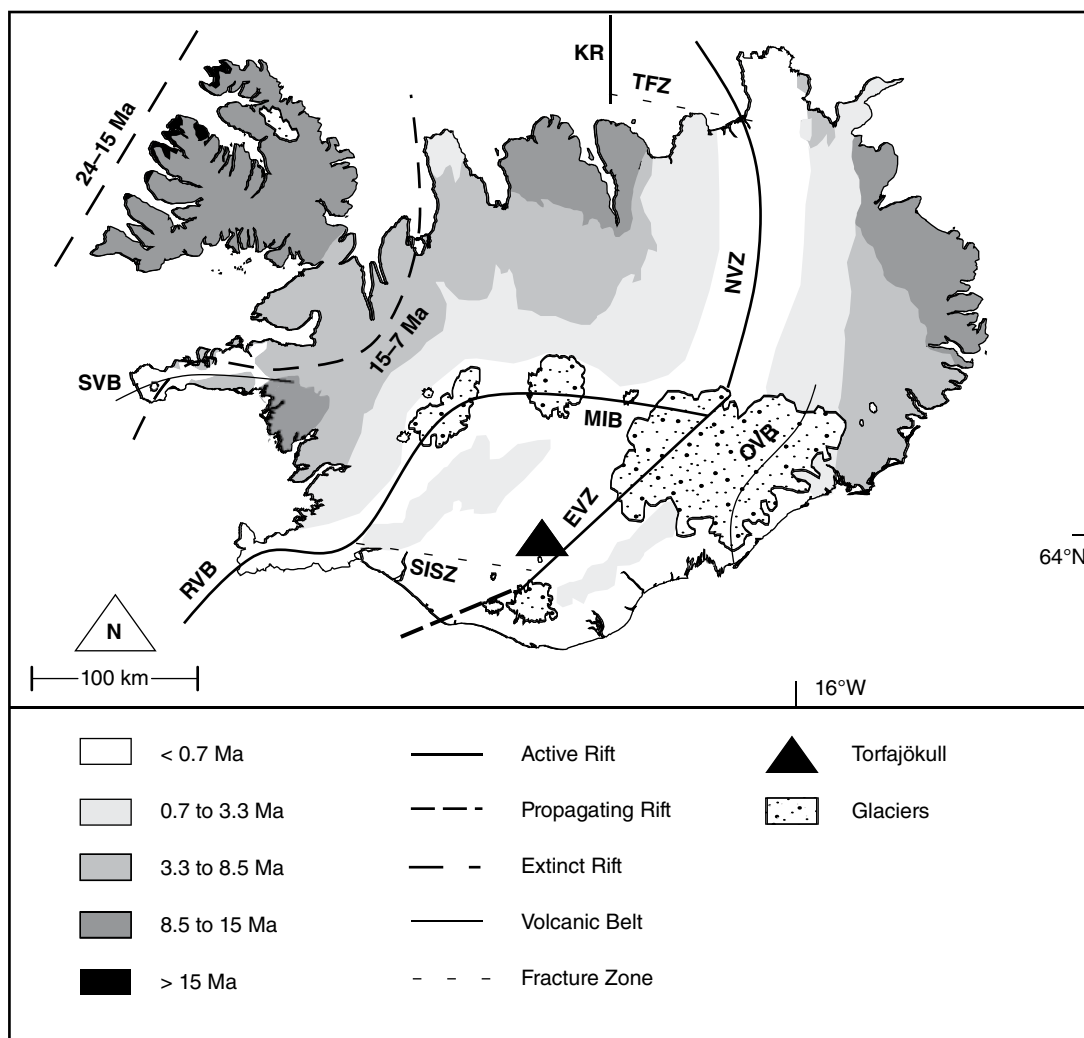 KR
TFZ
24–15 Ma
NVZ
15–7 Ma
SVB
MIB
OVB
EVZ
64°N
SISZ
RVB
N
100 km
16°W
< 0.7 Ma
Active Rift
Torfajökull
0.7 to 3.3 Ma
Propagating Rift
Glaciers
3.3 to 8.5 Ma
Extinct Rift
8.5 to 15 Ma
Volcanic Belt
> 15 Ma
Fracture Zone